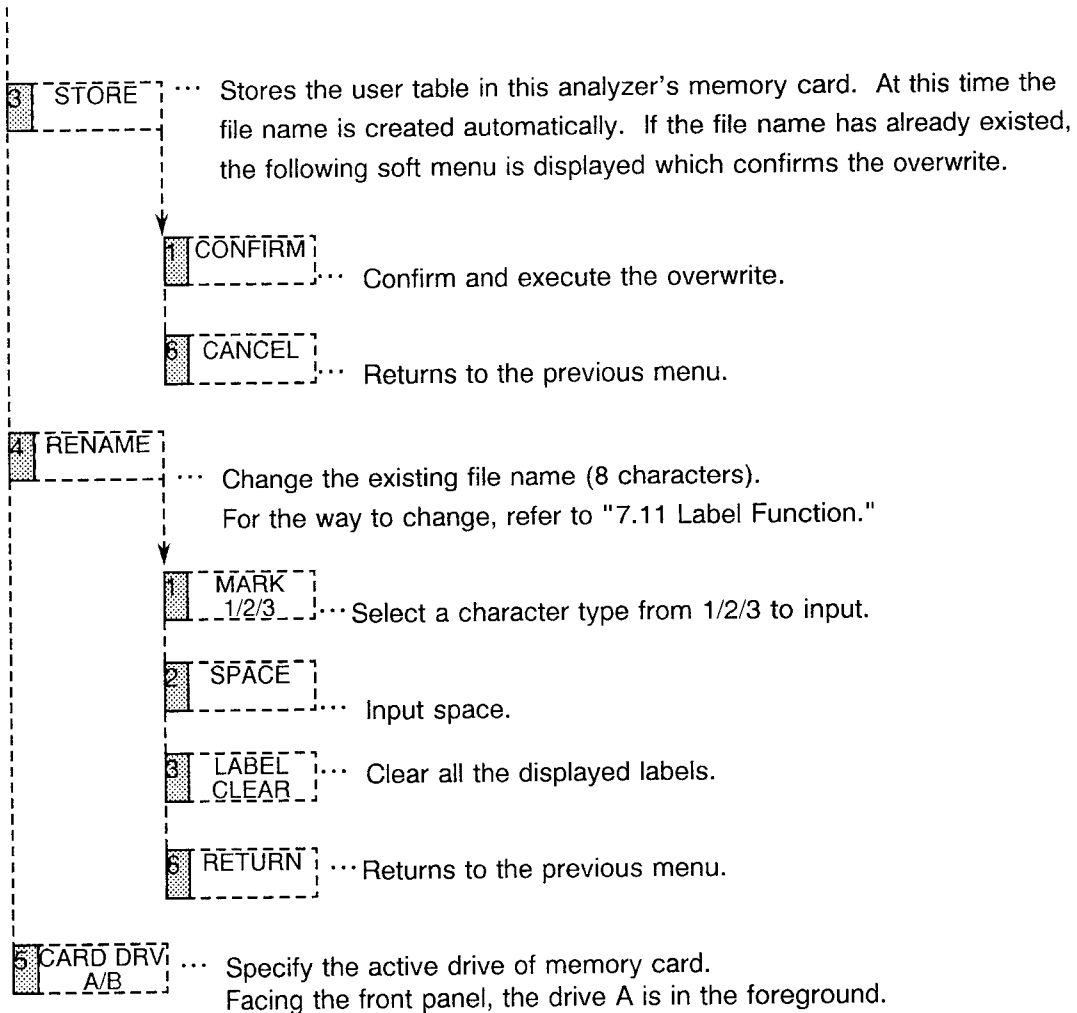 3 STORE ··· Stores the user table in this analyzer's memory card. At this time the
file name is created automatically. If the file name has already existed,
the following soft menu is displayed which confirms the overwrite.
1 CONFIRM
··· Confirm and execute the overwrite.
6 CANCEL
··· Returns to the previous menu.
4 RENAME
··· Change the existing file name (8 characters).
For the way to change, refer to "7.11 Label Function."
1 MARK
1/2/3 ··· Select a character type from 1/2/3 to input.
2 SPACE
··· Input space.
3 LABEL ··· Clear all the displayed labels.
CLEAR
6 RETURN ··· Returns to the previous menu.
5 CARD DRV ··· Specify the active drive of memory card.
A/B
Facing the front panel, the drive A is in the foreground.